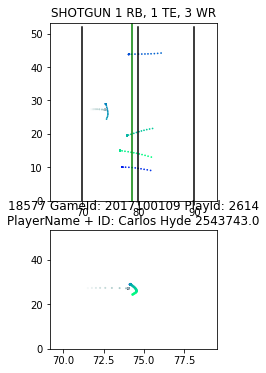 SHOTGUN 1 RB, 1 TE, 3 WR
50
40
30
20
10
0
70 80 90
18577 GameId: 2017100109 PlayId: 2614
PlayerName + ID: Carlos Hyde 2543743.0
40
20
0
70.0 72.5 75.0 77.5